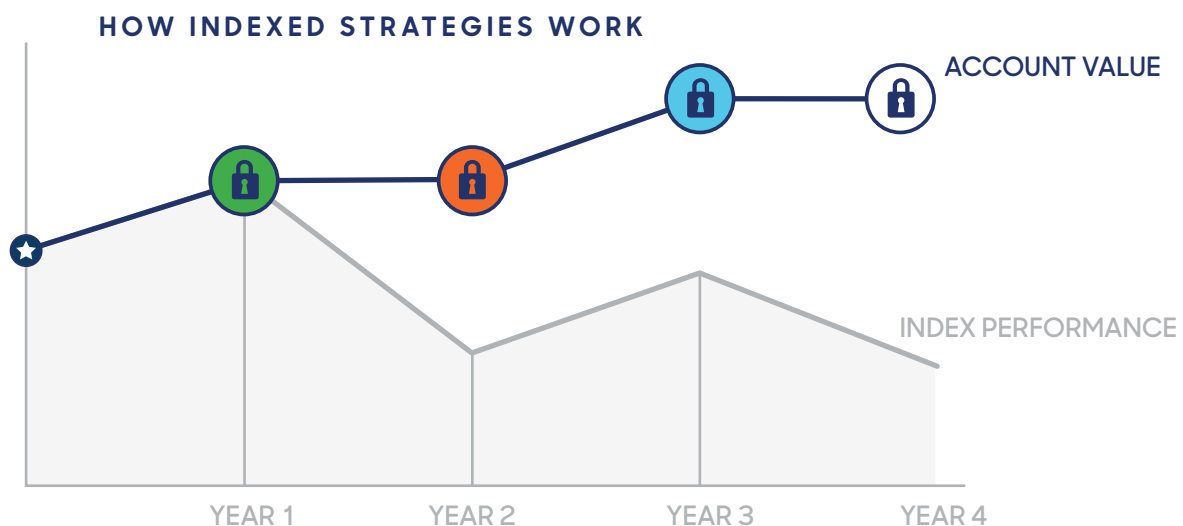 HOW INDEXED STRATEGIES WORK
ACCOUNT VALUE
INDEX PERFORMANCE
YEAR 1
YEAR 2
YEAR 3
YEAR 4